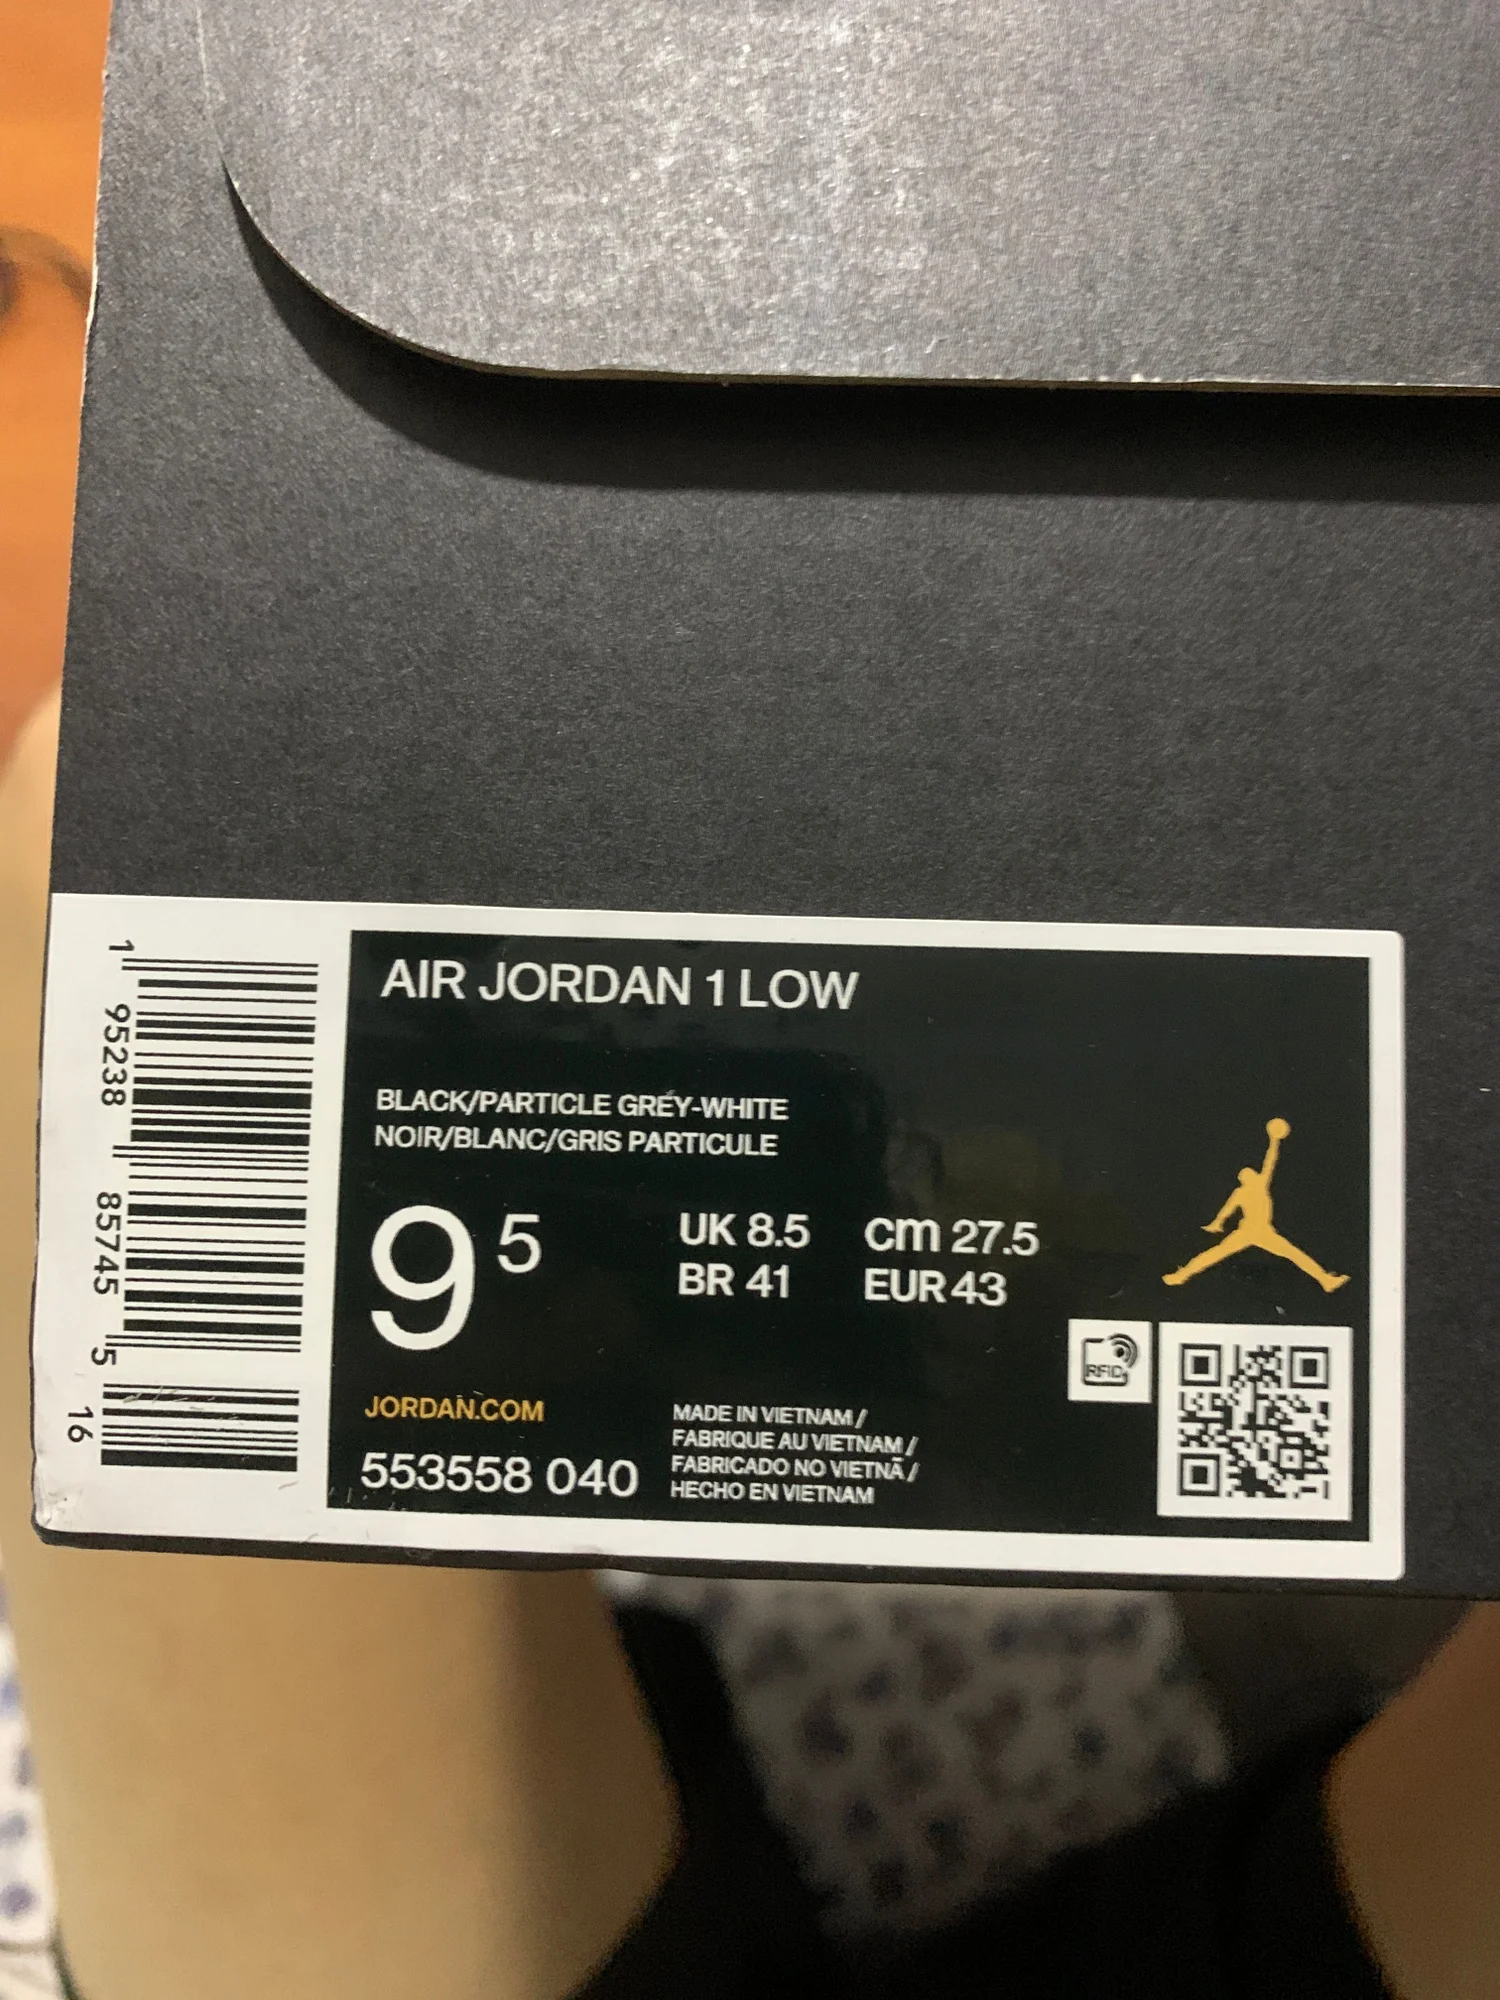 AIR JORDAN 1 LOW
BLACK/PARTICLE GREY-WHITE
NOIR/BLANC/GRIS PARTICULE
9 5
UK 8.5 cm 27.5
BR 41 EUR 43
RFID
JORDAN.COM
553558 040
MADE IN VIETNAM /
FABRIQUE AU VIETNAM /
FABRICADO NO VIETNÃ /
HECHO EN VIETNAM
1 95238 85745 5 16